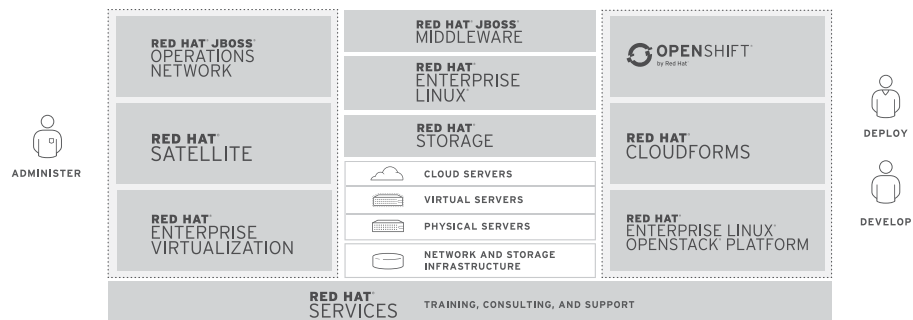 ADMINISTER
RED HAT® JBOSS®
OPERATIONS
NETWORK
RED HAT®
SATELLITE
RED HAT®
ENTERPRISE
VIRTUALIZATION
RED HAT® JBOSS®
MIDDLEWARE
RED HAT®
ENTERPRISE
LINUX®
RED HAT®
STORAGE
CLOUD SERVERS
VIRTUAL SERVERS
PHYSICAL SERVERS
NETWORK AND STORAGE
INFRASTRUCTURE
OPENSHIFT®
by Red Hat®
RED HAT®
CLOUDFORMS
RED HAT®
ENTERPRISE LINUX®
OPENSTACK® PLATFORM
DEPLOY
DEVELOP
RED HAT®
SERVICES
TRAINING, CONSULTING, AND SUPPORT